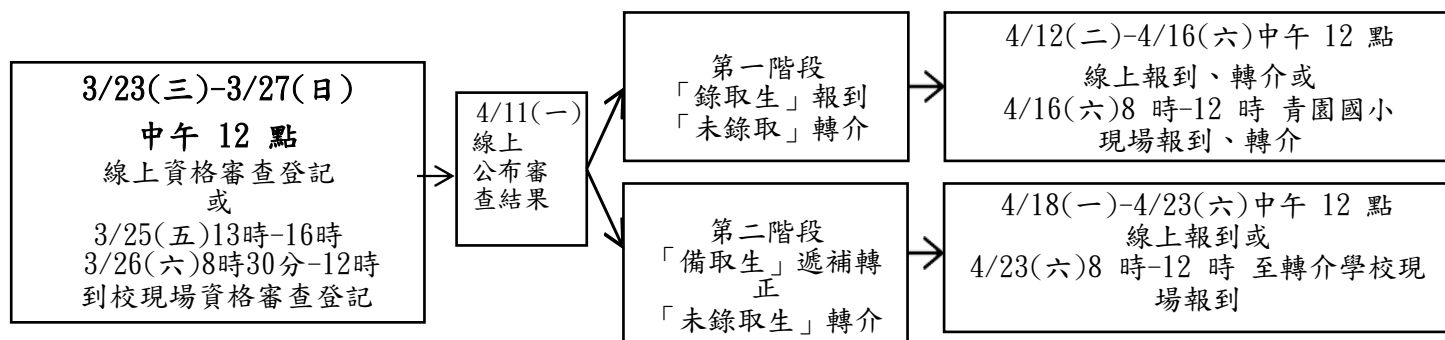 3/23(三)-3/27(日)
中午 12 點
線上資格審查登記
或
3/25(五)13時-16時
3/26(六)8時30分-12時
到校現場資格審查登記
4/11(一)
線上
公布審
查結果
第一階段
「錄取生」報到
「未錄取」轉介
4/12(二)-4/16(六)中午 12 點
線上報到、轉介或
4/16(六)8 時-12 時 青園國小
現場報到、轉介
第二階段
「備取生」遞補轉
正
「未錄取生」轉介
4/18(一)-4/23(六)中午 12 點
線上報到或
4/23(六)8 時-12 時 至轉介學校現
場報到